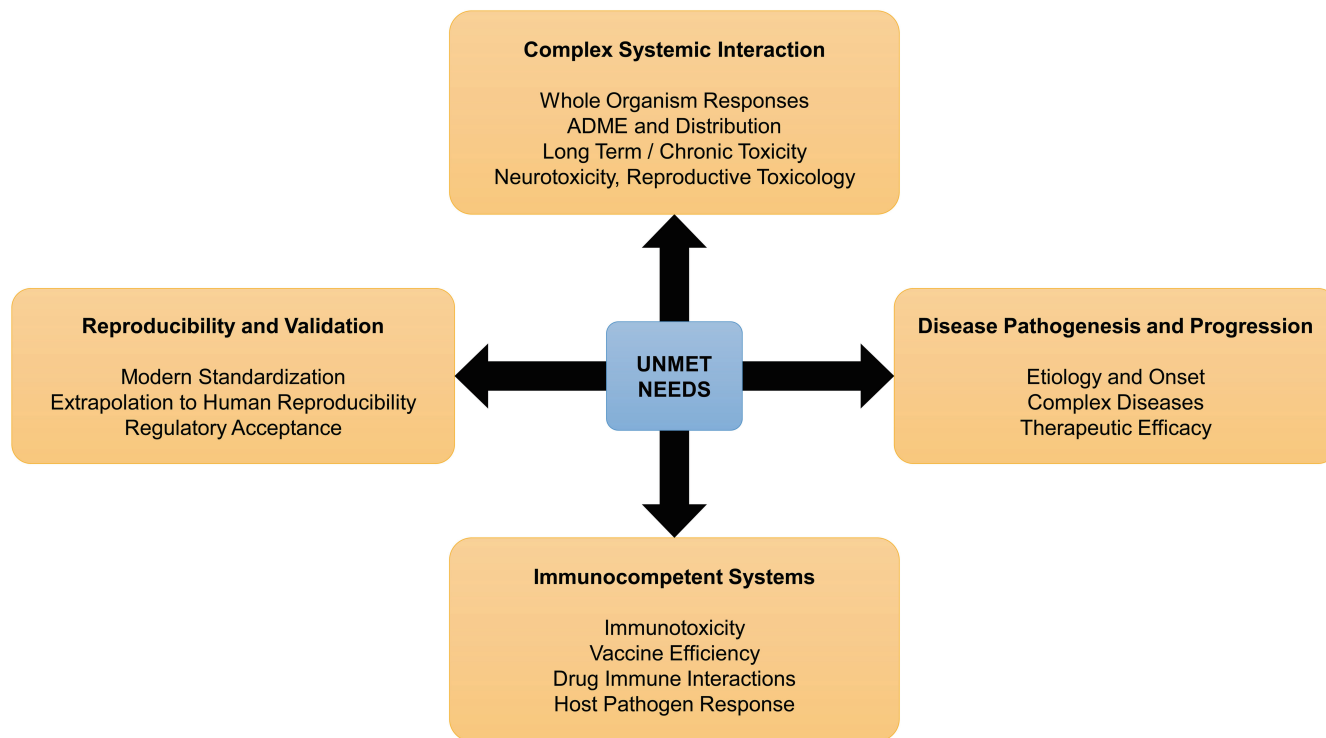 Complex Systemic Interaction
Whole Organism Responses
ADME and Distribution
Long Term / Chronic Toxicity
Neurotoxicity, Reproductive Toxicology
Reproducibility and Validation
Modern Standardization
Extrapolation to Human Reproducibility
Regulatory Acceptance
UNMET
NEEDS
Disease Pathogenesis and Progression
Etiology and Onset
Complex Diseases
Therapeutic Efficacy
Immunocompetent Systems
Immunotoxicity
Vaccine Efficiency
Drug Immune Interactions
Host Pathogen Response